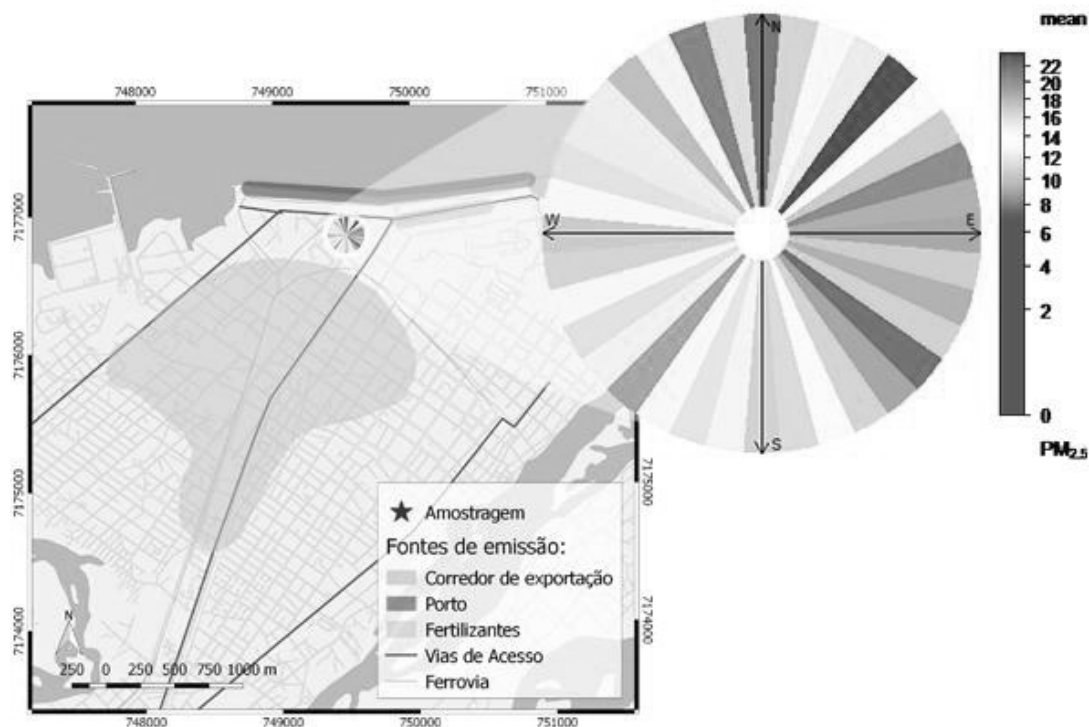 mean
748000 749000 750000 751000
22
20
18
16
14
12
10
8
6
4
2
0
PM2.5
N
W
E
S
7177000
7176000
7175000
7174000
7175000
7174000
Amostragem
Fontes de emissão:
Corredor de exportação
Porto
Fertilizantes
Vias de Acesso
Ferrovia
N
250 0 250 500 750 1000 m
748000 749000 750000 751000